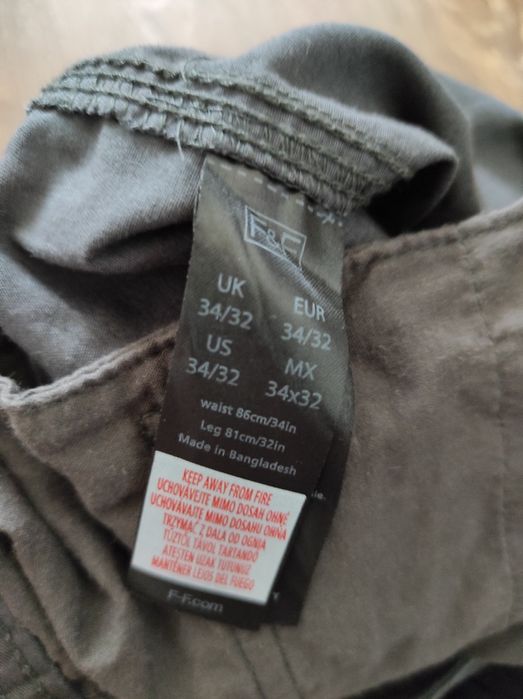 F&F
UK EUR
34/32 34/32
US MX
34/32 34x32
waist 86cm/34in
Leg 81cm/32in
Made in Bangladesh
KEEP AWAY FROM FIRE
UCHOVÁVEJTE MIMO DOSAH OHNĚ
UCHOVÁVAJTE MIMO DOSAHU OHŇA
TRZYMAĆ Z DALA OD OGNIA
TŰZTŐL TÁVOL TARTANDÓ
ATEŞTEN UZAK TUTUNUZ
MANTENER LEJOS DEL FUEGO
F-F.com